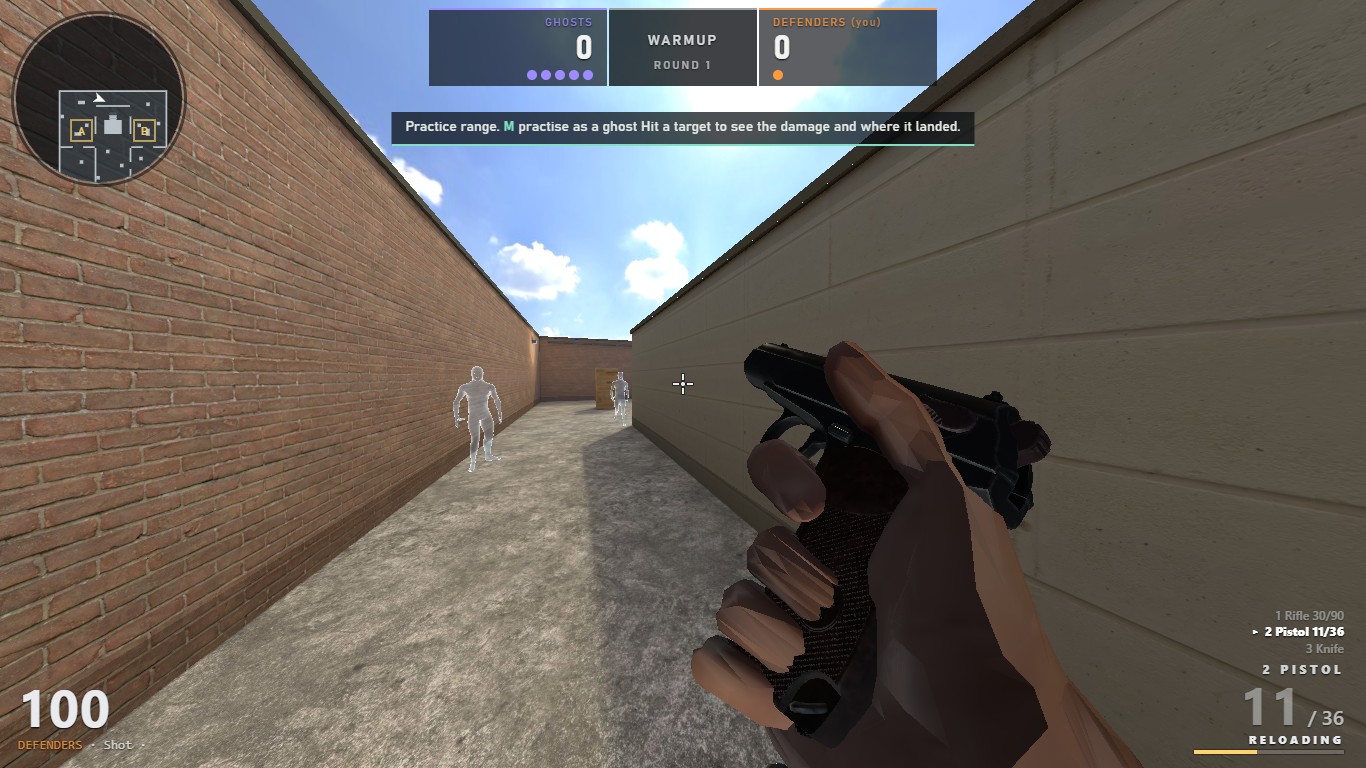 GHOSTS
0
WARMUP
ROUND 1
DEFENDERS (you)
0
Practice range. M practise as a ghost Hit a target to see the damage and where it landed.
A
B
1 Rifle 30/90
▸ 2 Pistol 11/36
3 Knife
2 PISTOL
11 / 36
RELOADING
100
DEFENDERS · Shot ·